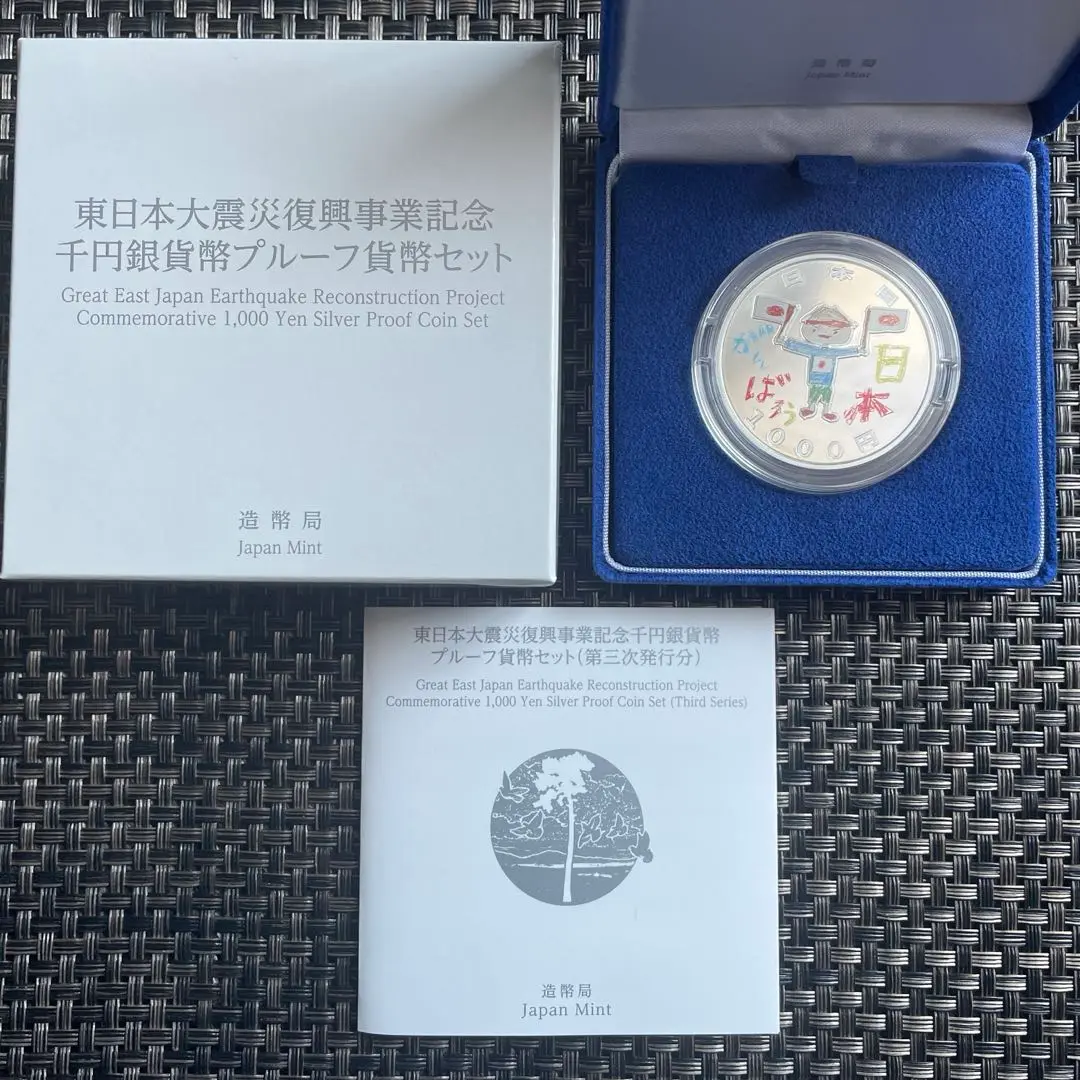 東日本大震災復興事業記念
千円銀貨幣プルーフ貨幣セット
Great East Japan Earthquake Reconstruction Project
Commemorative 1,000 Yen Silver Proof Coin Set
造幣局
Japan Mint
造幣局
Japan Mint
日本国
がん
ばろう
日
本
1000円
東日本大震災復興事業記念千円銀貨幣
プルーフ貨幣セット(第三次発行分)
Great East Japan Earthquake Reconstruction Project
Commemorative 1,000 Yen Silver Proof Coin Set (Third Series)
造幣局
Japan Mint